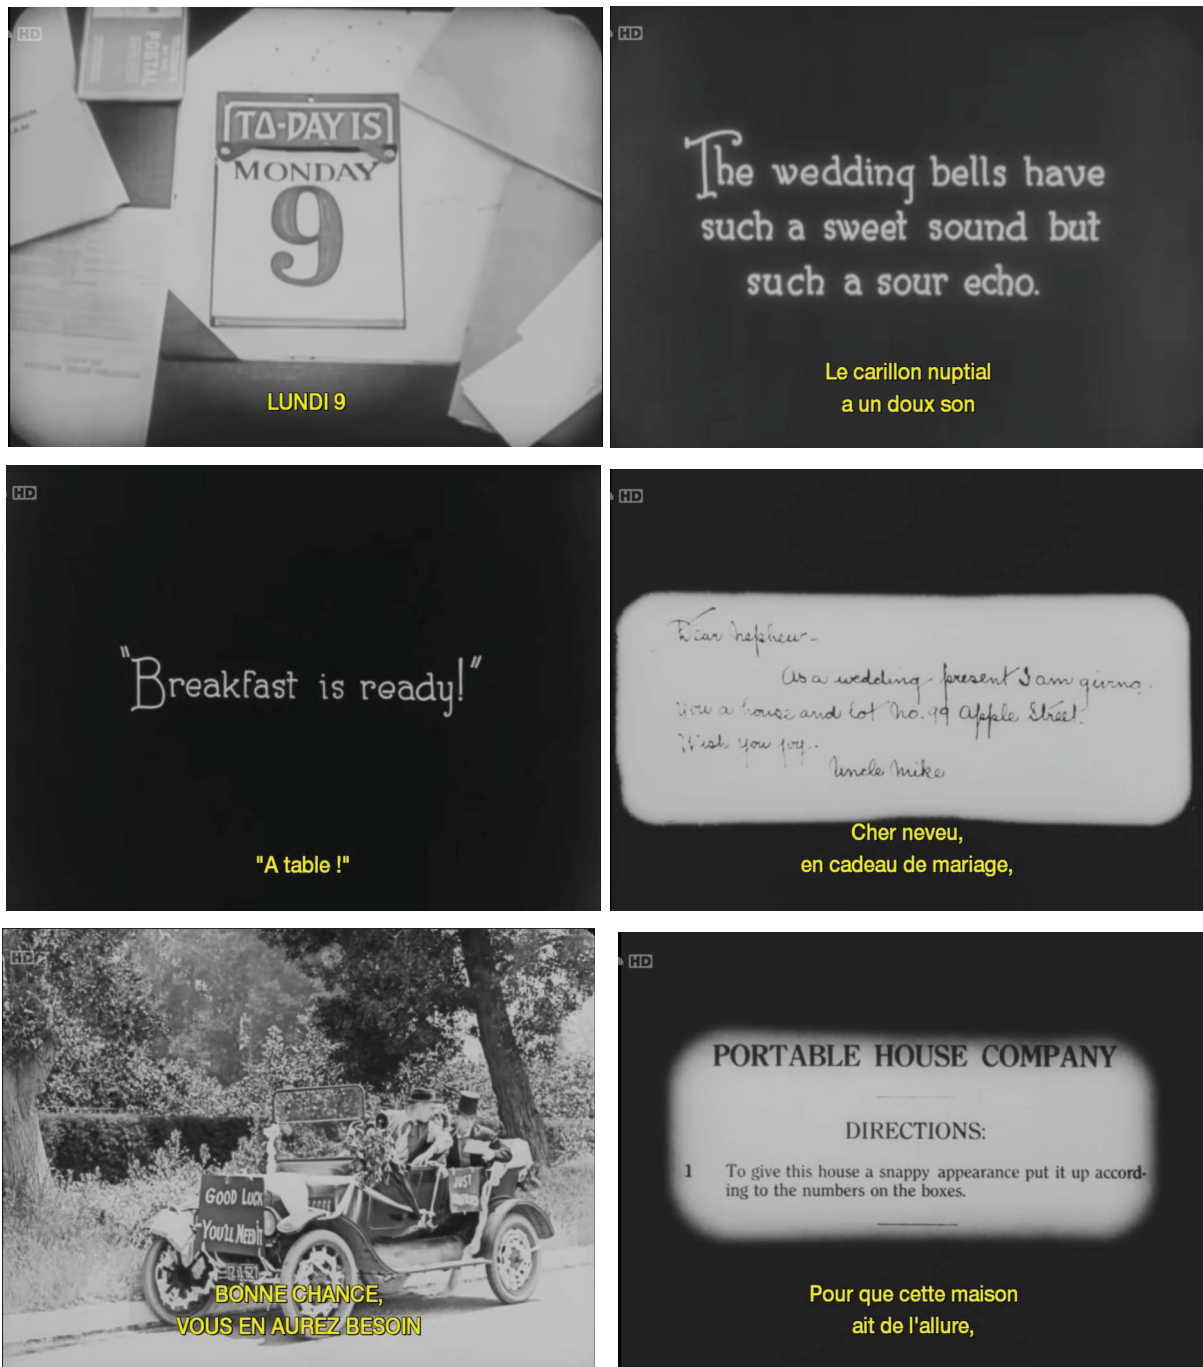 HD
POSTAL
TO-DAY IS
MONDAY
9
LUNDI 9
HD
The wedding bells have
such a sweet sound but
such a sour echo.
Le carillon nuptial
a un doux son
HD
"Breakfast is ready!"
"A table !"
HD
Dear Nephew-
As a wedding present I am giving
you a house and lot No. 99 Apple Street.
Wish you joy.
Uncle Mike
Cher neveu,
en cadeau de mariage,
HD
GOOD LUCK
YOU'LL NEED IT
JUST
BONNE CHANCE,
VOUS EN AUREZ BESOIN
HD
PORTABLE HOUSE COMPANY
DIRECTIONS:
1 To give this house a snappy appearance put it up accord-
ing to the numbers on the boxes.
Pour que cette maison
ait de l'allure,